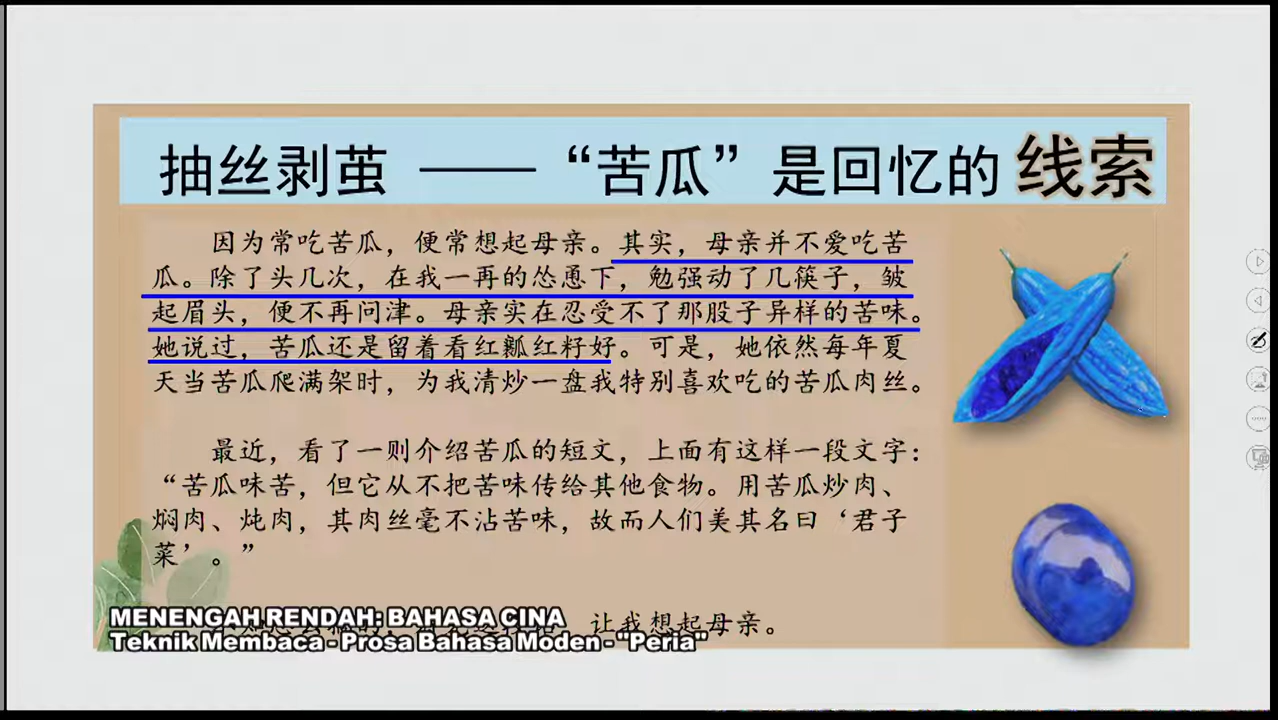 抽丝剥茧 ——“苦瓜”是回忆的 线索
因为常吃苦瓜，便常想起母亲。其实，母亲并不爱吃苦
瓜。除了头几次，在我一再的怂恿下，勉强动了几筷子，皱
起眉头，便不再问津。母亲实在忍受不了那股子异样的苦味。
她说过，苦瓜还是留着看红瓤红籽好。可是，她依然每年夏
天当苦瓜爬满架时，为我清炒一盘我特别喜欢吃的苦瓜肉丝。
最近，看了一则介绍苦瓜的短文，上面有这样一段文字：
“苦瓜味苦，但它从不把苦味传给其他食物。用苦瓜炒肉、
焖肉、炖肉，其肉丝毫不沾苦味，故而人们美其名曰‘君子
菜’。”
让我想起母亲。
MENENGAH RENDAH: BAHASA CINA
Teknik Membaca - Prosa Bahasa Moden - "Peria"